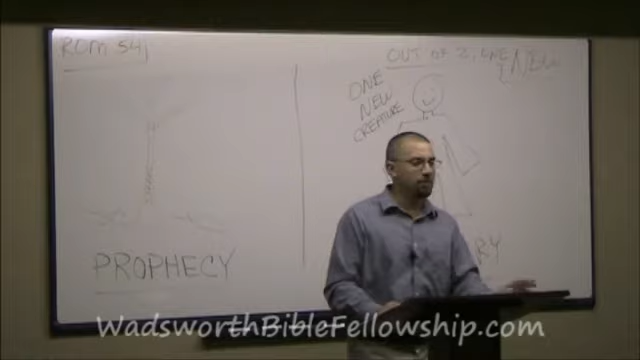 ROM 5:4,
OUT OF 2, ONE
NEW
ONE
NEW
CREATURE
PROPHECY
RY
WadsworthBibleFellowship.com